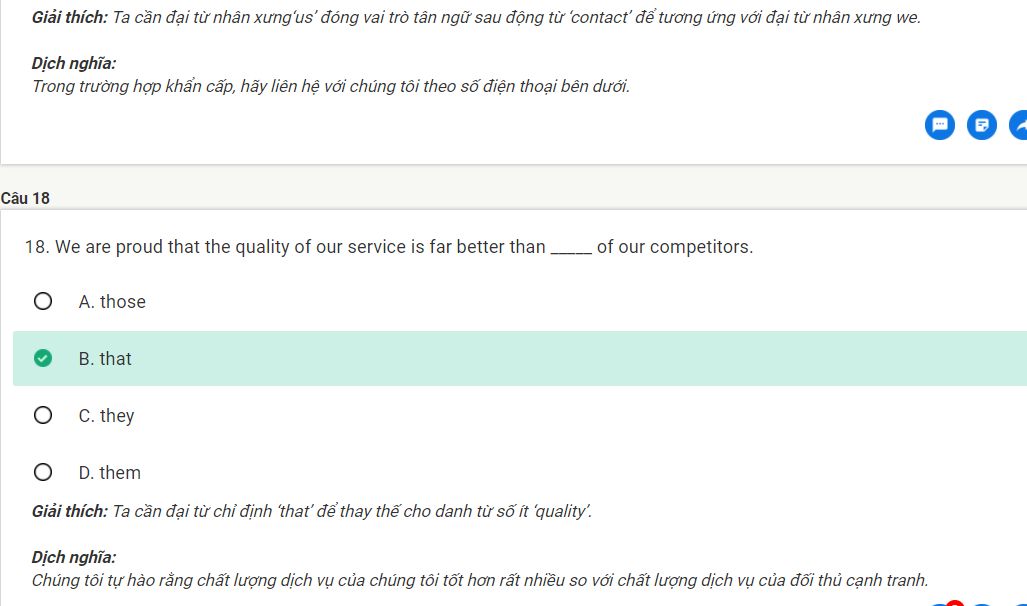 Giải thích: Ta cần đại từ nhân xưng‘us’ đóng vai trò tân ngữ sau động từ ‘contact’ để tương ứng với đại từ nhân xưng we.
Dịch nghĩa:
Trong trường hợp khẩn cấp, hãy liên hệ với chúng tôi theo số điện thoại bên dưới.
Câu 18
18. We are proud that the quality of our service is far better than _____ of our competitors.
A. those
B. that
C. they
D. them
Giải thích: Ta cần đại từ chỉ định ‘that’ để thay thế cho danh từ số ít ‘quality’.
Dịch nghĩa:
Chúng tôi tự hào rằng chất lượng dịch vụ của chúng tôi tốt hơn rất nhiều so với chất lượng dịch vụ của đối thủ cạnh tranh.